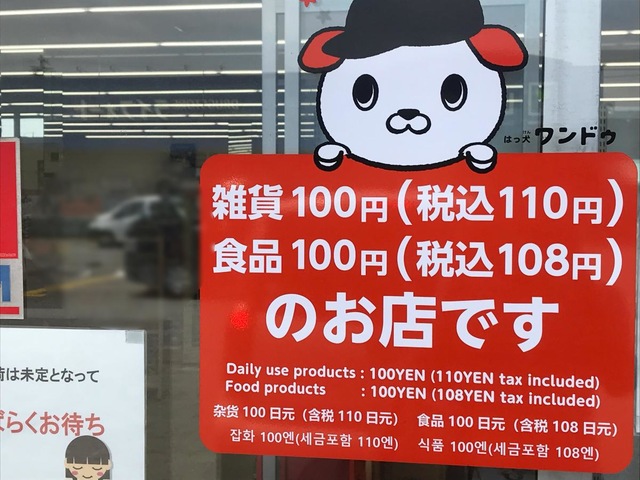 はっ犬 ワンドゥ
雑貨100円(税込110円)
食品100円(税込108円)
のお店です
Daily use products : 100YEN (110YEN tax included)
Food products : 100YEN (108YEN tax included)
杂货 100 日元（含税 110 日元） 食品 100 日元（含税 108 日元）
잡화 100엔(세금포함 110엔) 식품 100엔(세금포함 108엔)
荷は未定となって
らくお待ち